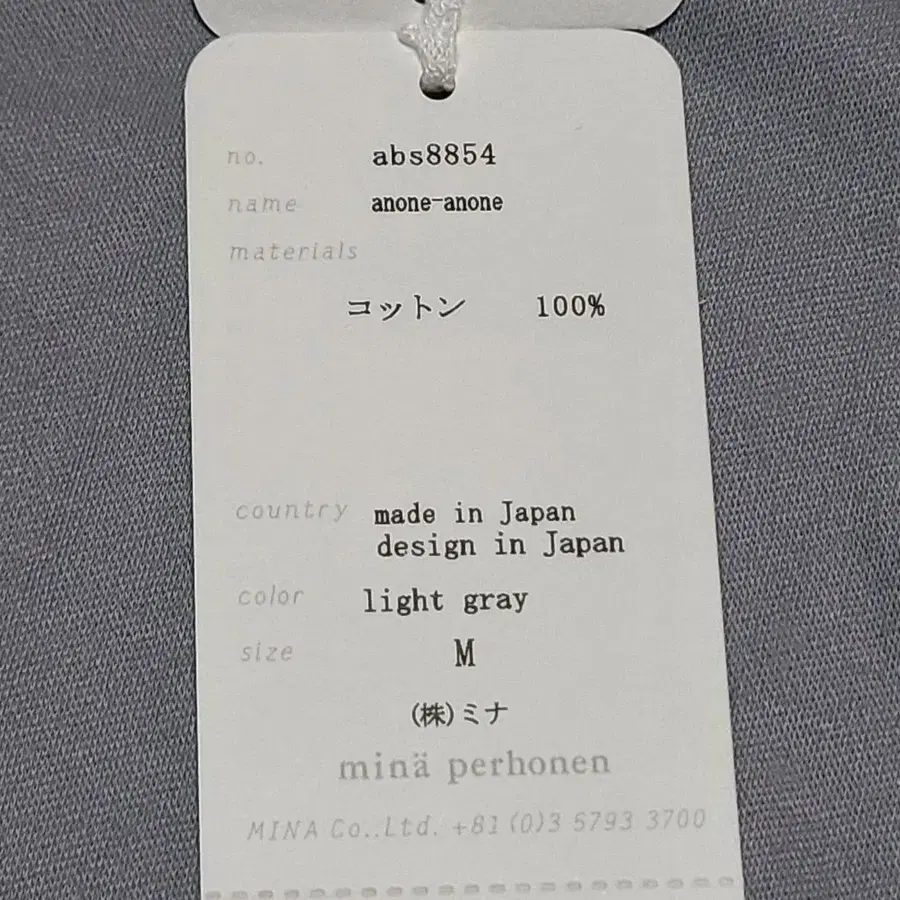 no. abs8854
name anone-anone
materials
コットン 100%
country made in Japan
design in Japan
color light gray
size M
(株)ミナ
minä perhonen
MINA Co.,Ltd. +81(0)3 5793 3700